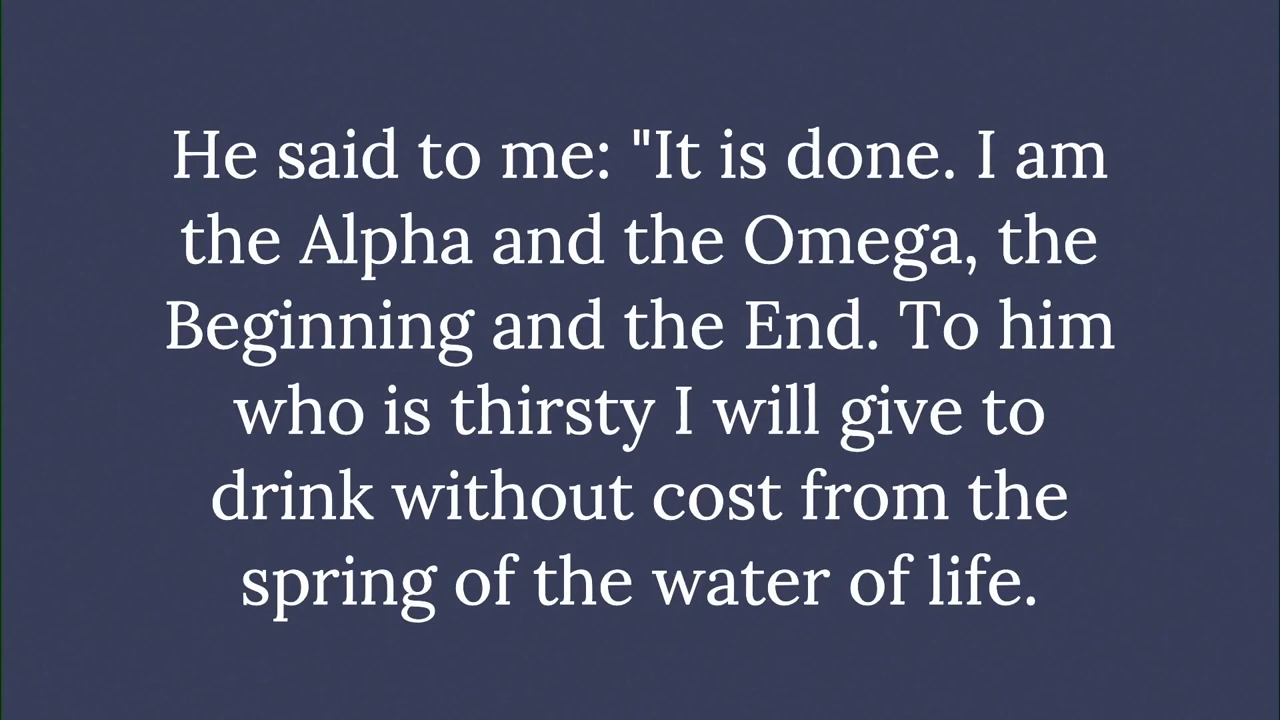 He said to me: "It is done. I am
the Alpha and the Omega, the
Beginning and the End. To him
who is thirsty I will give to
drink without cost from the
spring of the water of life.